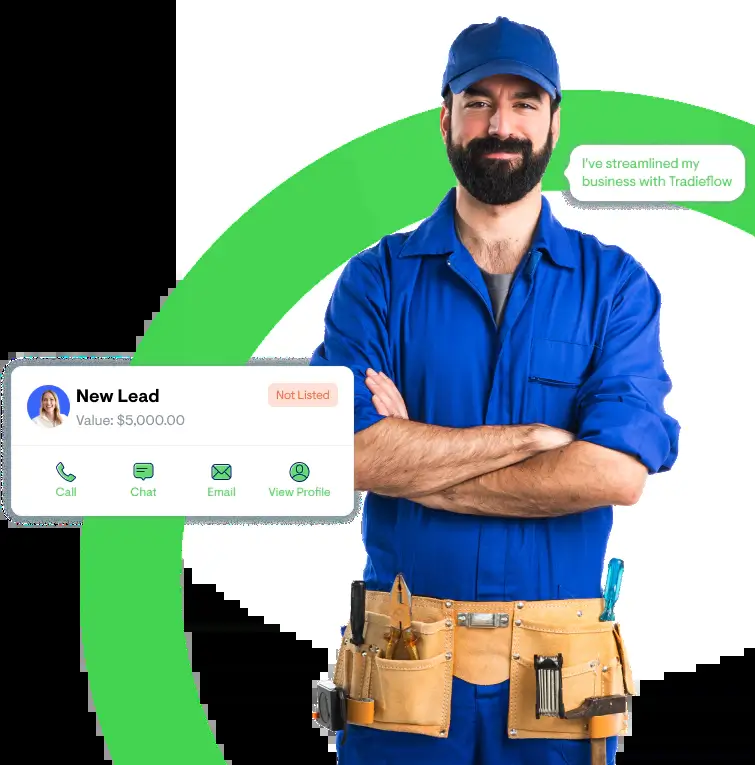 I've streamlined my
business with Tradieflow
New Lead
Not Listed
Value: $5,000.00
Call
Chat
Email
View Profile